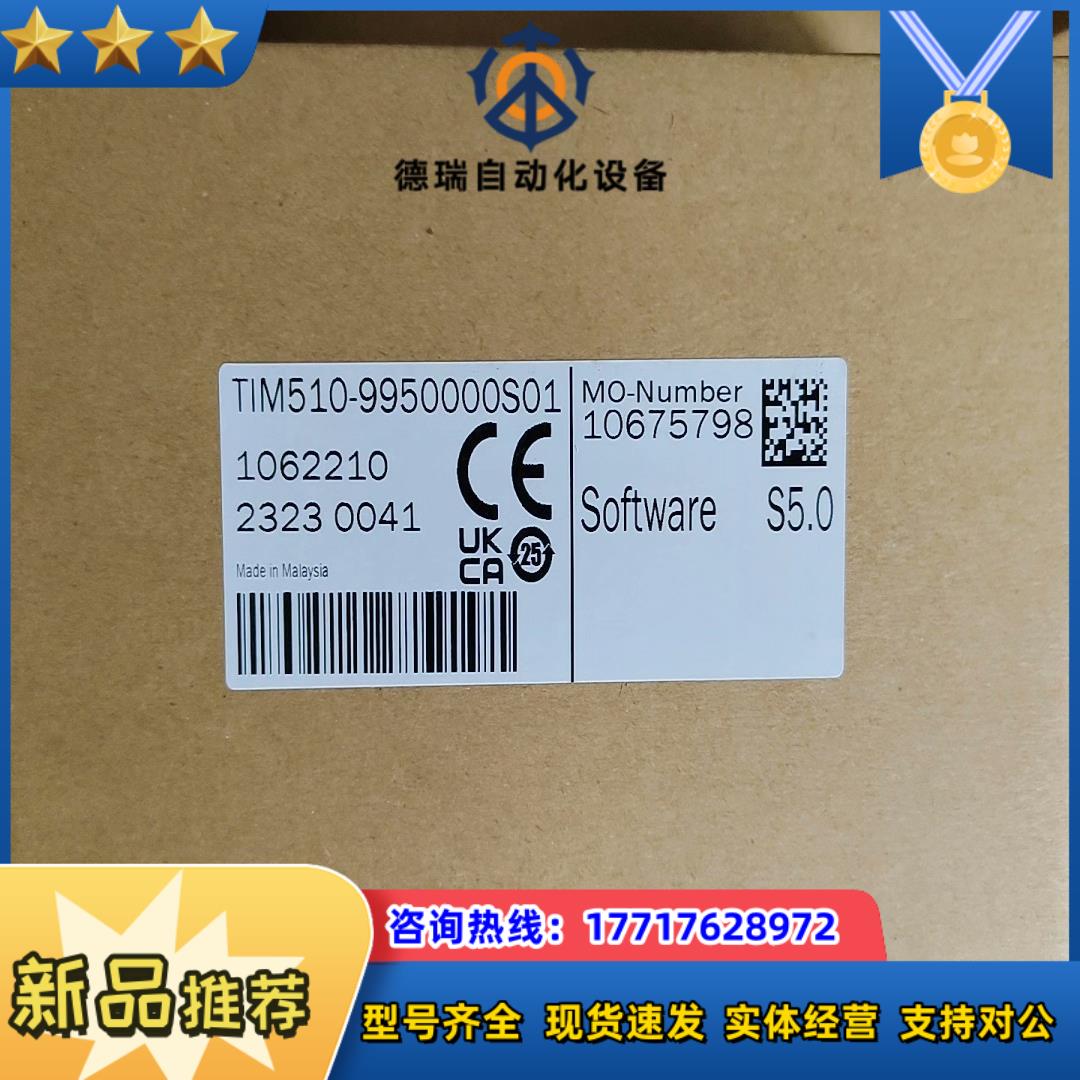 德瑞自动化设备
TIM510-9950000S01
1062210
2323 0041
Made in Malaysia
CE
UK
CA
25
MO-Number
10675798
Software S5.0
咨询热线：17717628972
新品推荐
型号齐全 现货速发 实体经营 支持对公